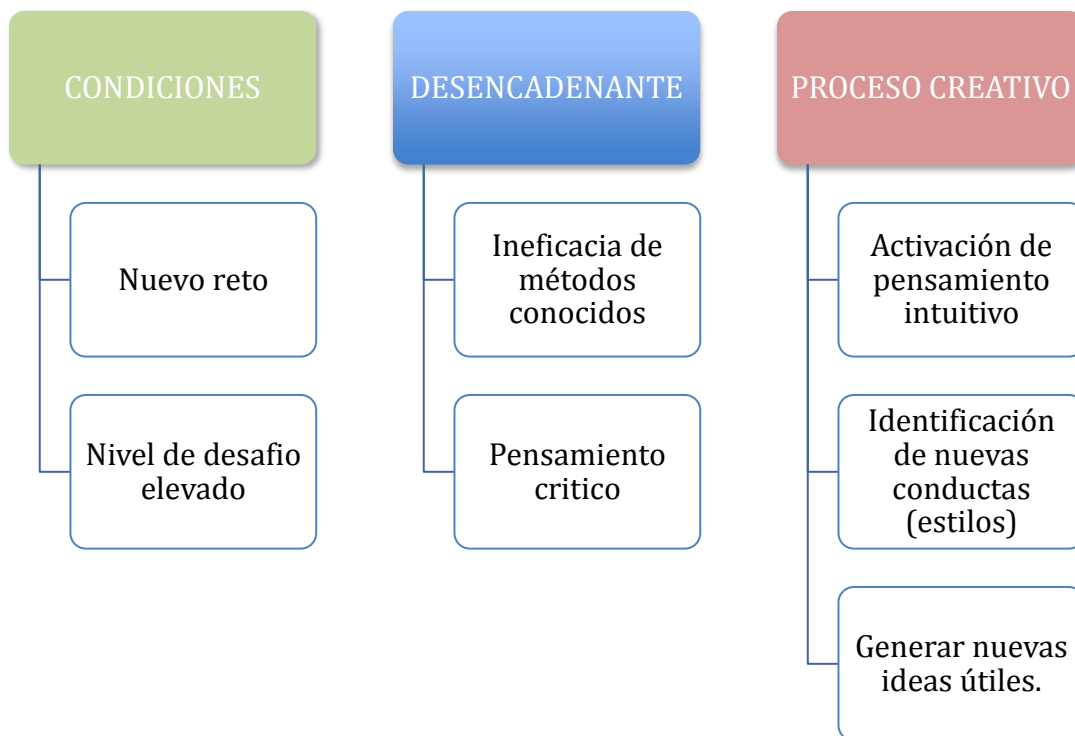 CONDICIONES
Nuevo reto
Nivel de desafio
elevado
DESENCADENANTE
Ineficacia de
métodos
conocidos
Pensamiento
critico
PROCESO CREATIVO
Activación de
pensamiento
intuitivo
Identificación
de nuevas
conductas
(estilos)
Generar nuevas
ideas útiles.